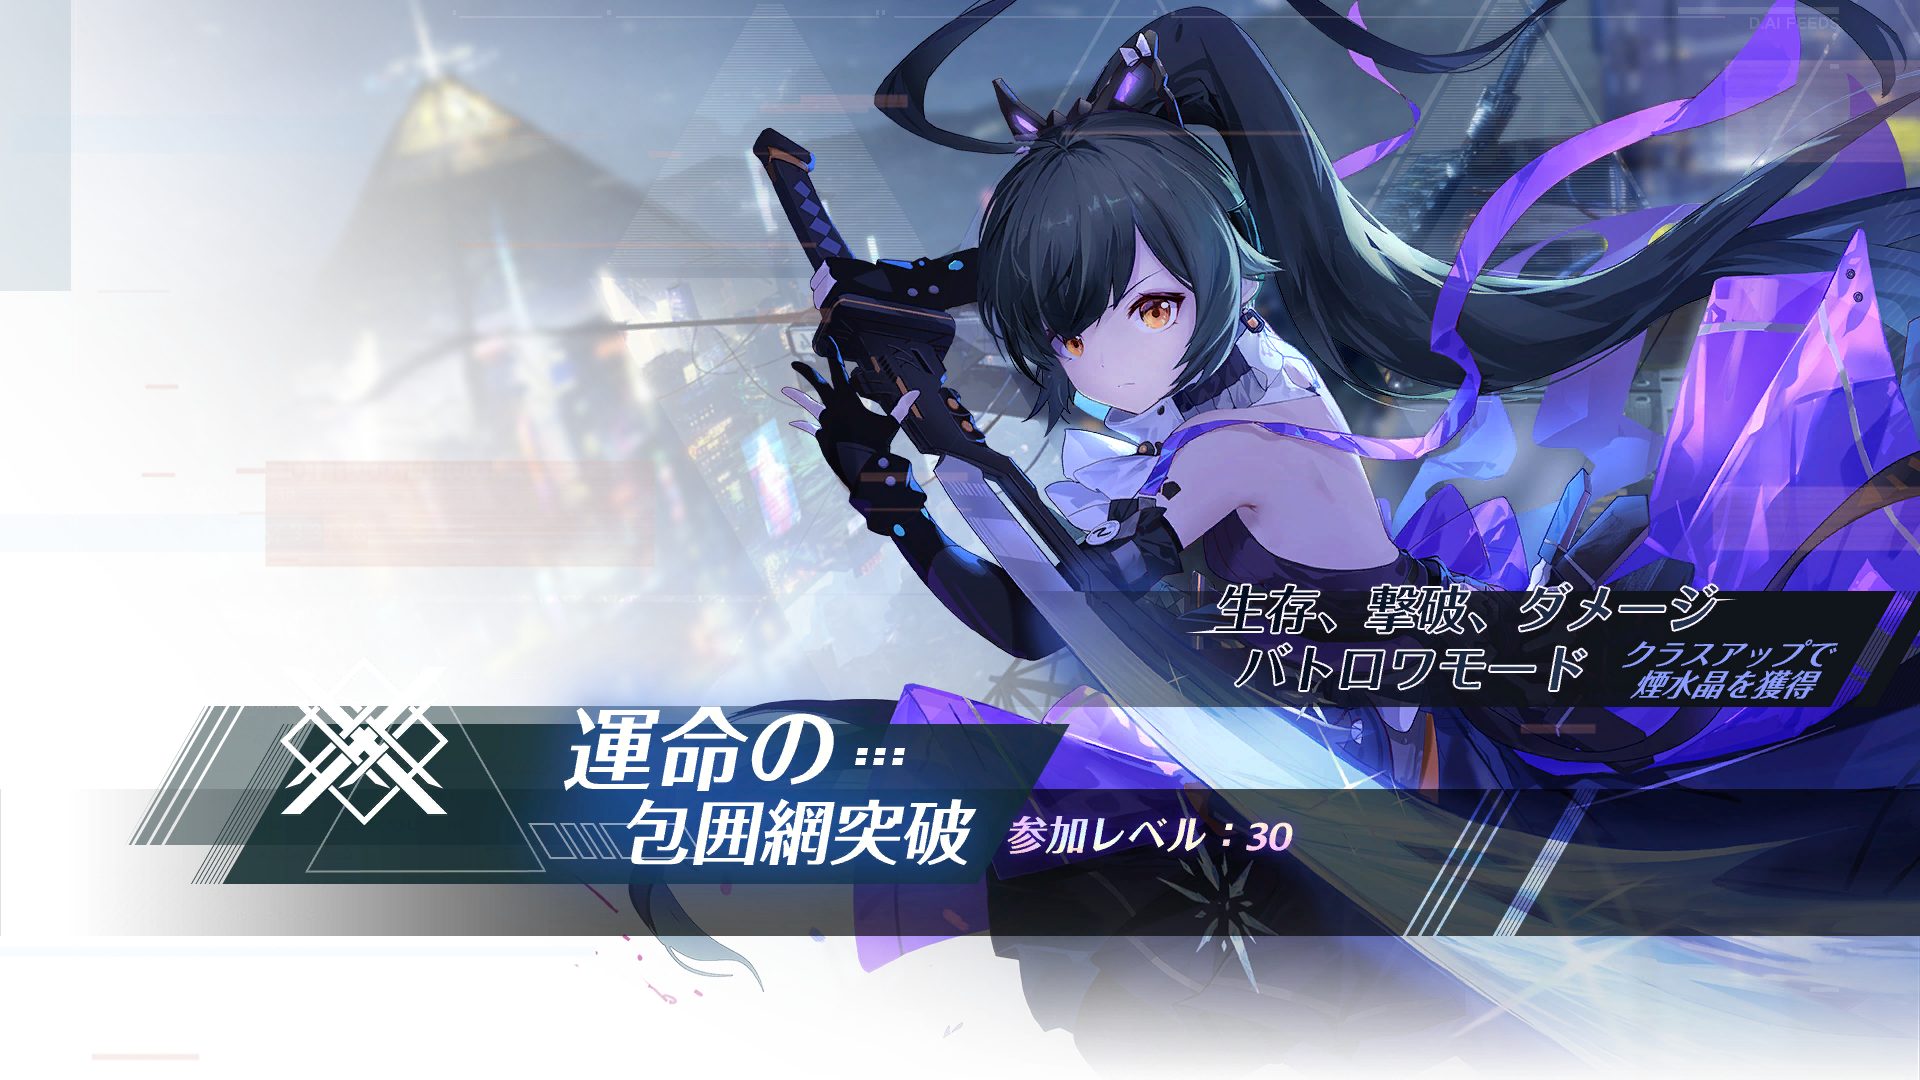 D.AI FEEDS
生存、撃破、ダメージ
バトロワモード
クラスアップで
煙水晶を獲得
運命の
包囲網突破
参加レベル：30